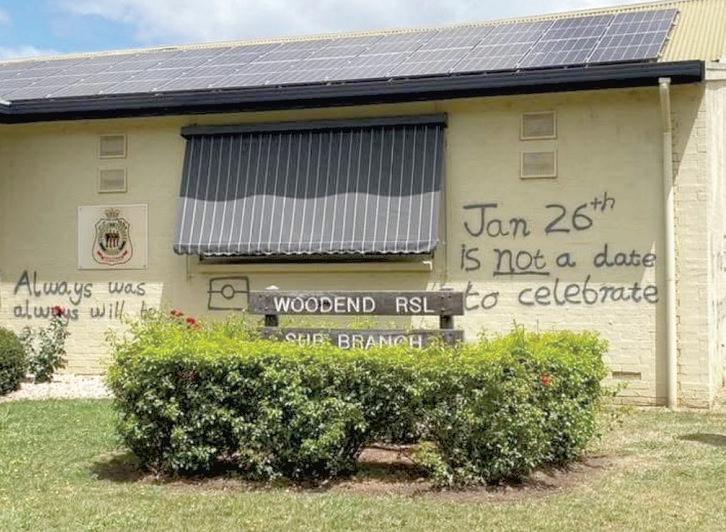 Always was
always will be
WOODEND RSL
SUB BRANCH
Jan 26th
is not a date
to celebrate